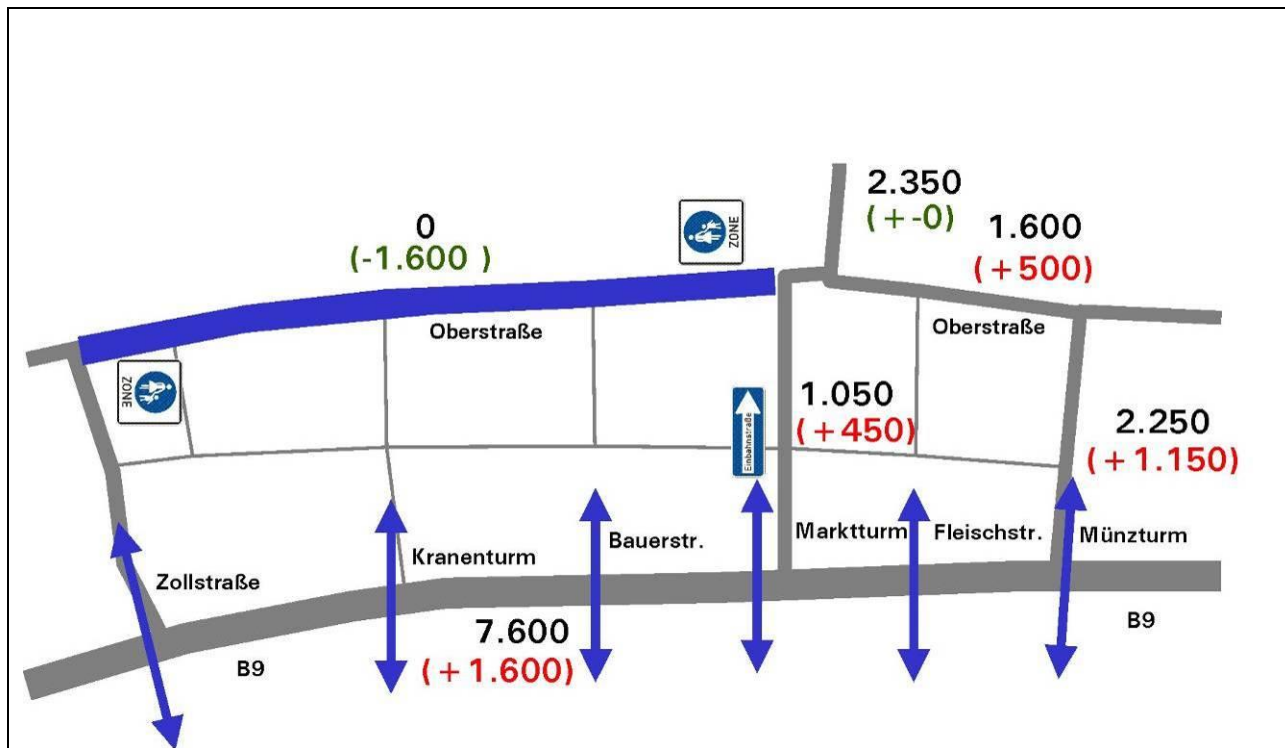 2.350
(+-0)
ZONE
0
(-1.600 )
1.600
(+500)
Oberstraße
Oberstraße
ZONE
1.050
(+450)
Einbahnstraße
2.250
(+1.150)
Bauerstr.
Marktturm
Fleischstr.
Münzturm
Kranenturm
Zollstraße
7.600
(+1.600)
B9
B9